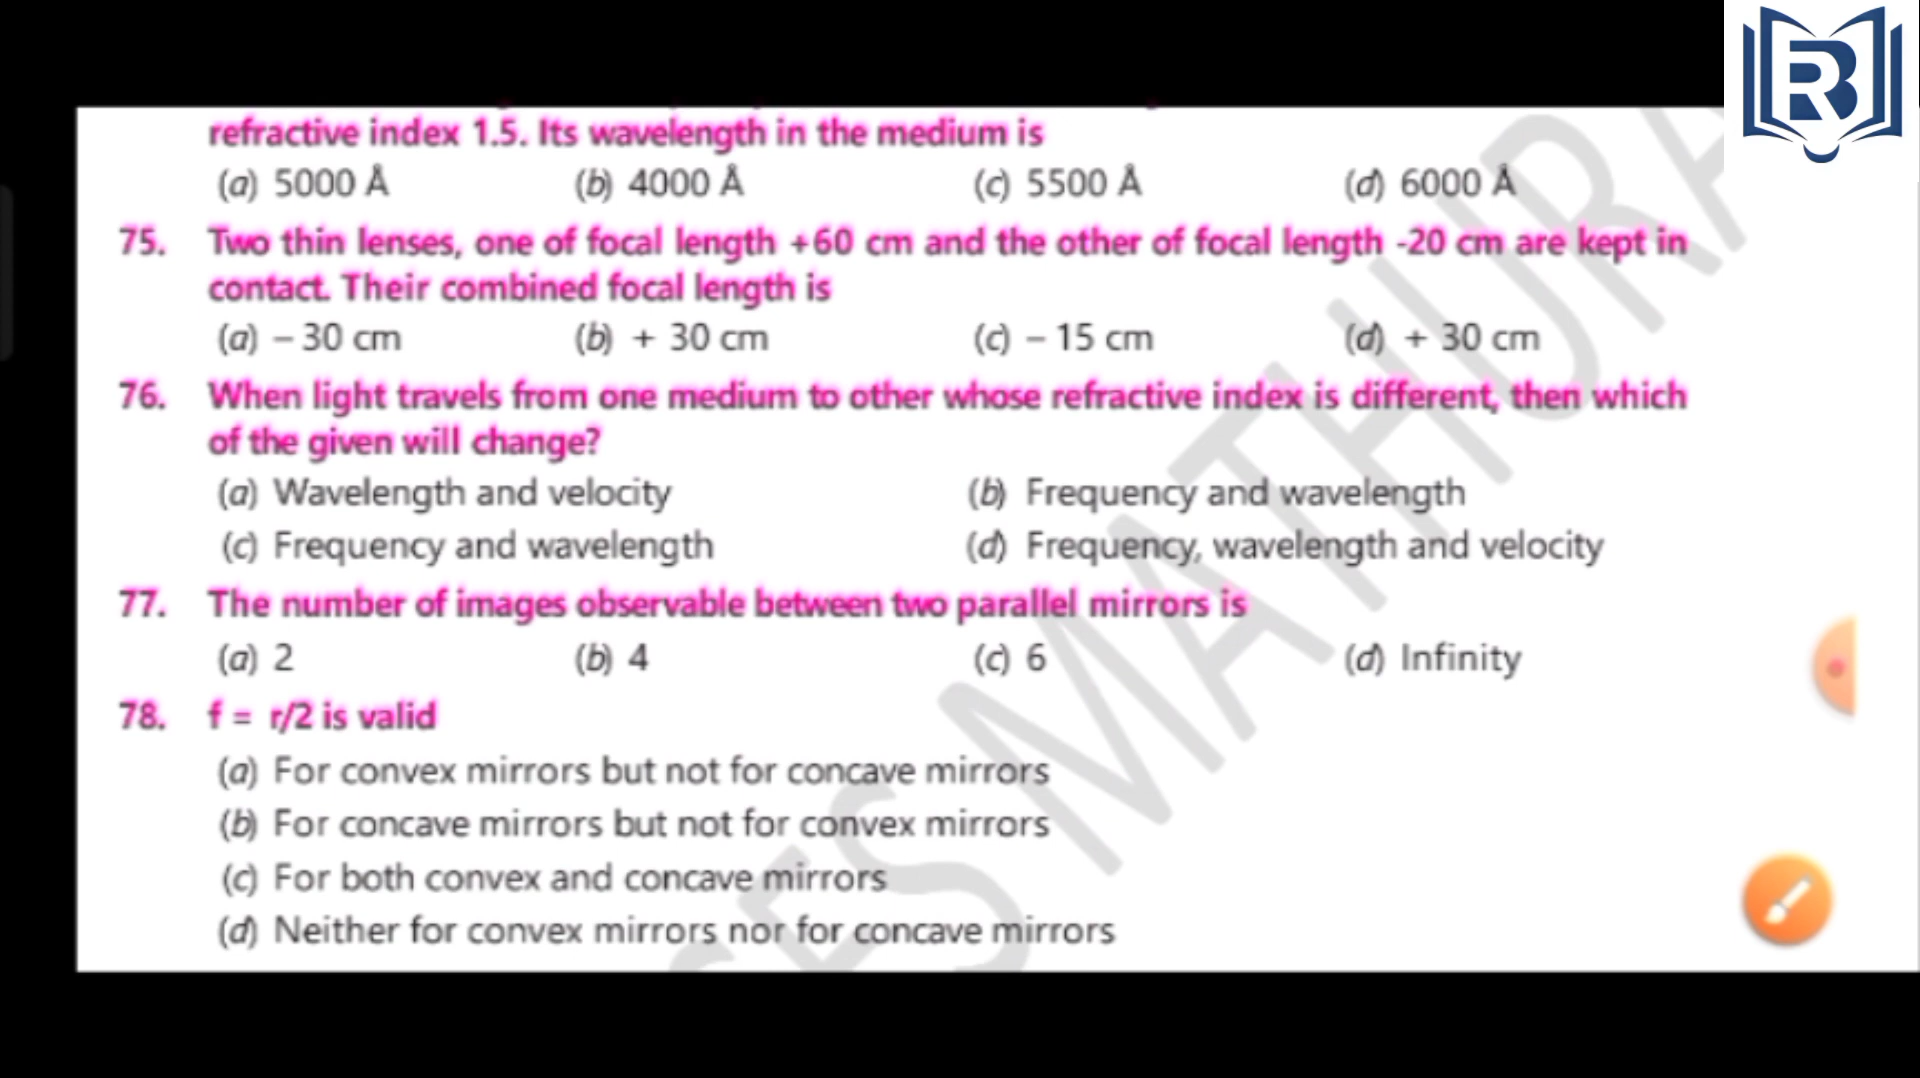 refractive index 1.5. Its wavelength in the medium is
(a) 5000 Å (b) 4000 Å (c) 5500 Å (d) 6000 Å
75. Two thin lenses, one of focal length +60 cm and the other of focal length -20 cm are kept in
contact. Their combined focal length is
(a) – 30 cm (b) + 30 cm (c) – 15 cm (d) + 30 cm
76. When light travels from one medium to other whose refractive index is different, then which
of the given will change?
(a) Wavelength and velocity (b) Frequency and wavelength
(c) Frequency and wavelength (d) Frequency, wavelength and velocity
77. The number of images observable between two parallel mirrors is
(a) 2 (b) 4 (c) 6 (d) Infinity
78. f = r/2 is valid
(a) For convex mirrors but not for concave mirrors
(b) For concave mirrors but not for convex mirrors
(c) For both convex and concave mirrors
(d) Neither for convex mirrors nor for concave mirrors
MATHURA